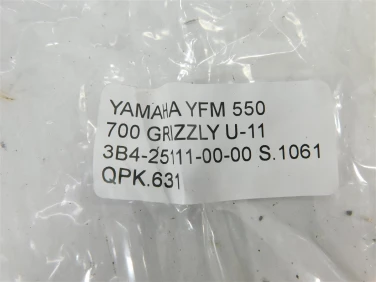 YAMAHA YFM 550
700 GRIZZLY U-11
3B4-25111-00-00 S.1061
QPK.631